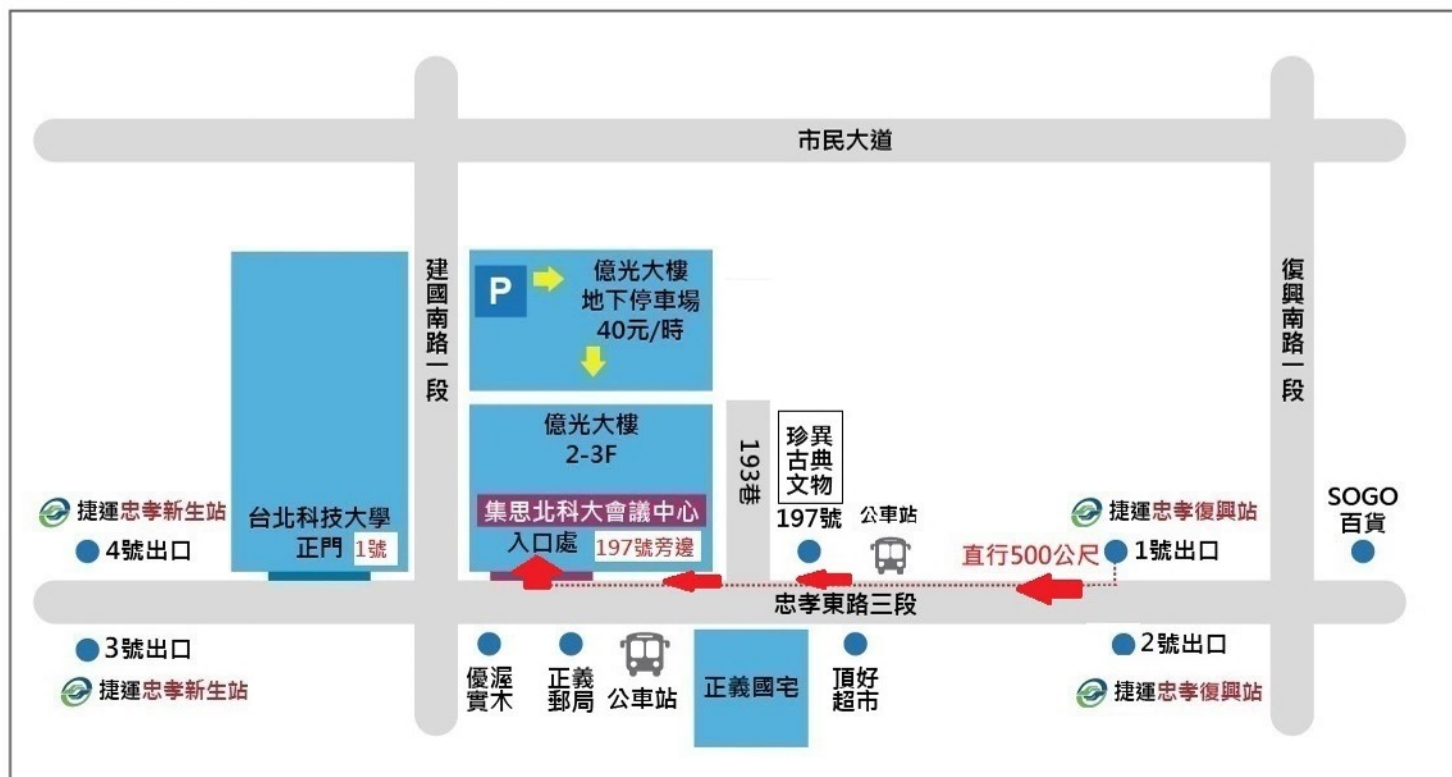 市民大道
建國南路一段
復興南路一段
P
億光大樓
地下停車場
40元/時
億光大樓
2-3F
集思北科大會議中心
入口處
197號旁邊
193巷
珍異
古典
文物
197號
公車站
捷運忠孝新生站
4號出口
台北科技大學
正門 1號
直行500公尺
捷運忠孝復興站
1號出口
SOGO
百貨
忠孝東路三段
3號出口
捷運忠孝新生站
優渥
實木
正義
郵局
公車站
正義國宅
頂好
超市
2號出口
捷運忠孝復興站